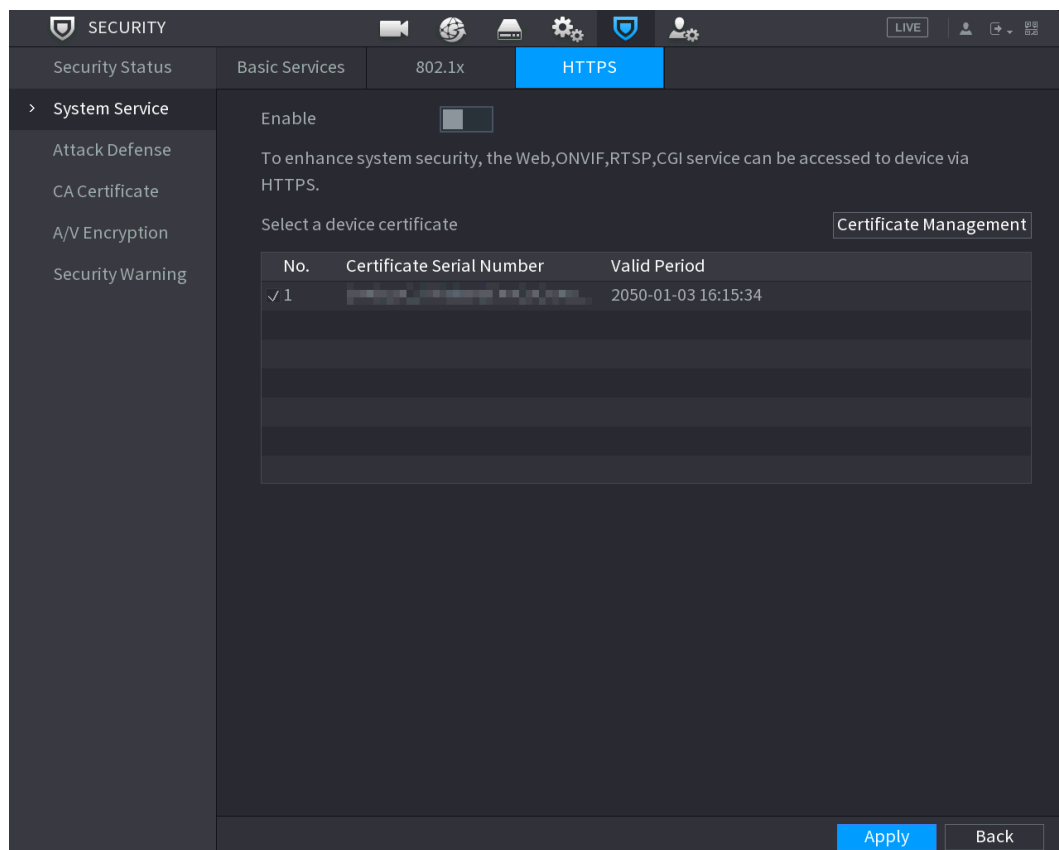 SECURITY
LIVE
Security Status
System Service
Attack Defense
CA Certificate
A/V Encryption
Security Warning
Basic Services 802.1x HTTPS
Enable
To enhance system security, the Web,ONVIF,RTSP,CGI service can be accessed to device via
HTTPS.
Select a device certificate
Certificate Management
No. Certificate Serial Number Valid Period
1 2050-01-03 16:15:34
Apply Back